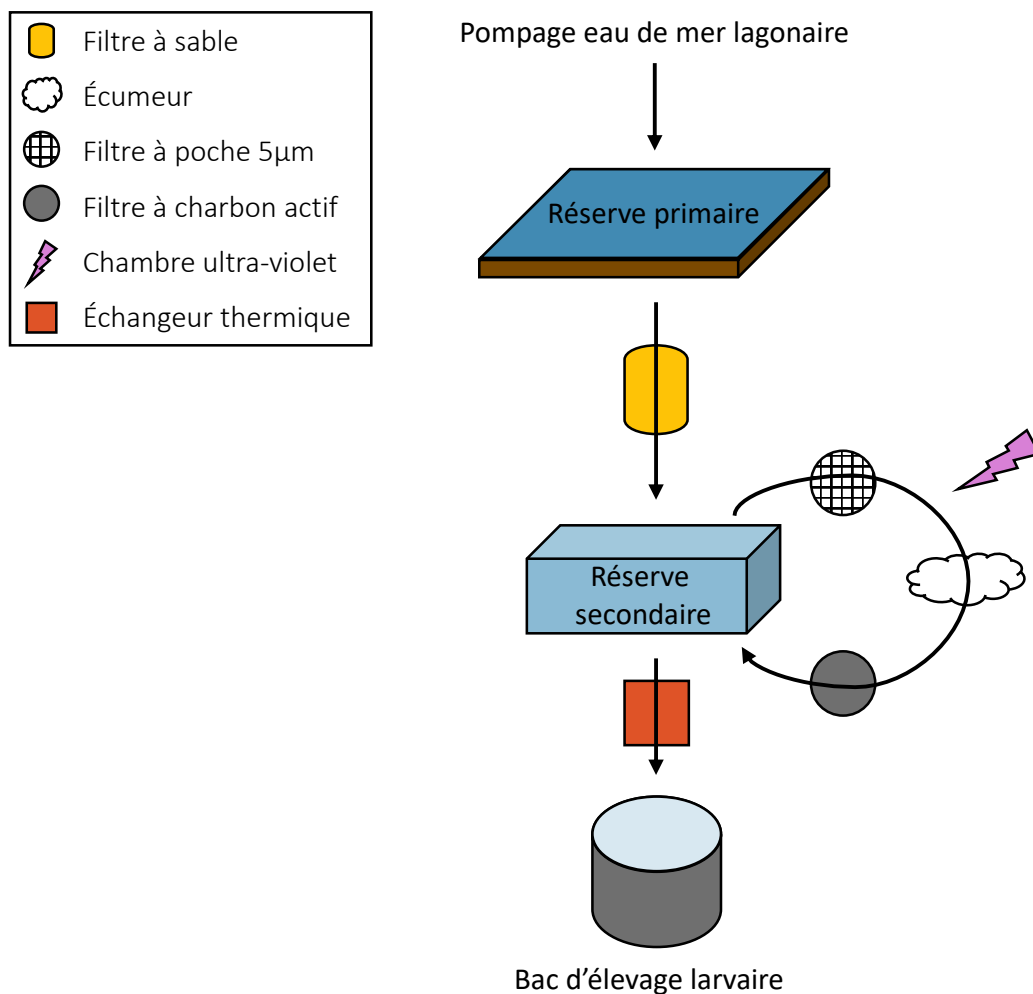 Filtre à sable
Écumeur
Filtre à poche 5µm
Filtre à charbon actif
Chambre ultra-violet
Échangeur thermique
Pompage eau de mer lagonaire
Réserve primaire
Réserve
secondaire
Bac d’élevage larvaire